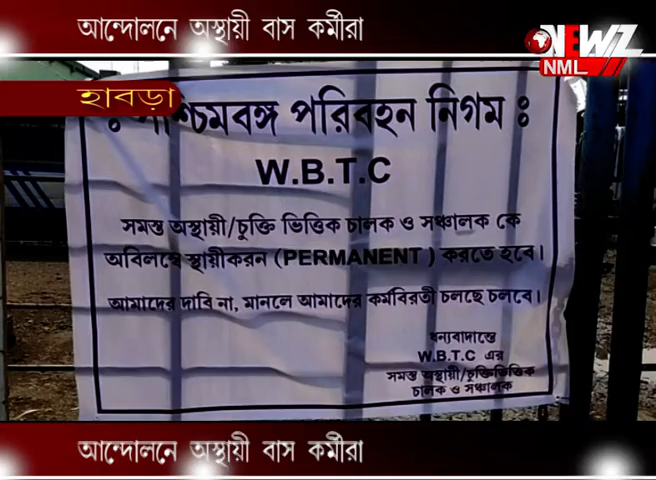 আন্দোলনে অস্থায়ী বাস কর্মীরা
NEWZ
NML
হাবড়া
ঃ পশ্চিমবঙ্গ পরিবহন নিগম ঃ
W.B.T.C
সমস্ত অস্থায়ী/চুক্তি ভিত্তিক চালক ও সঞ্চালক কে
অবিলম্বে স্থায়ীকরন (PERMANENT ) করতে হবে।
আমাদের দাবি না, মানলে আমাদের কর্মবিরতী চলছে চলবে।
ধন্যবাদান্তে
W.B.T.C এর
সমস্ত অস্থায়ী/চুক্তিভিত্তিক
চালক ও সঞ্চালক
আন্দোলনে অস্থায়ী বাস কর্মীরা